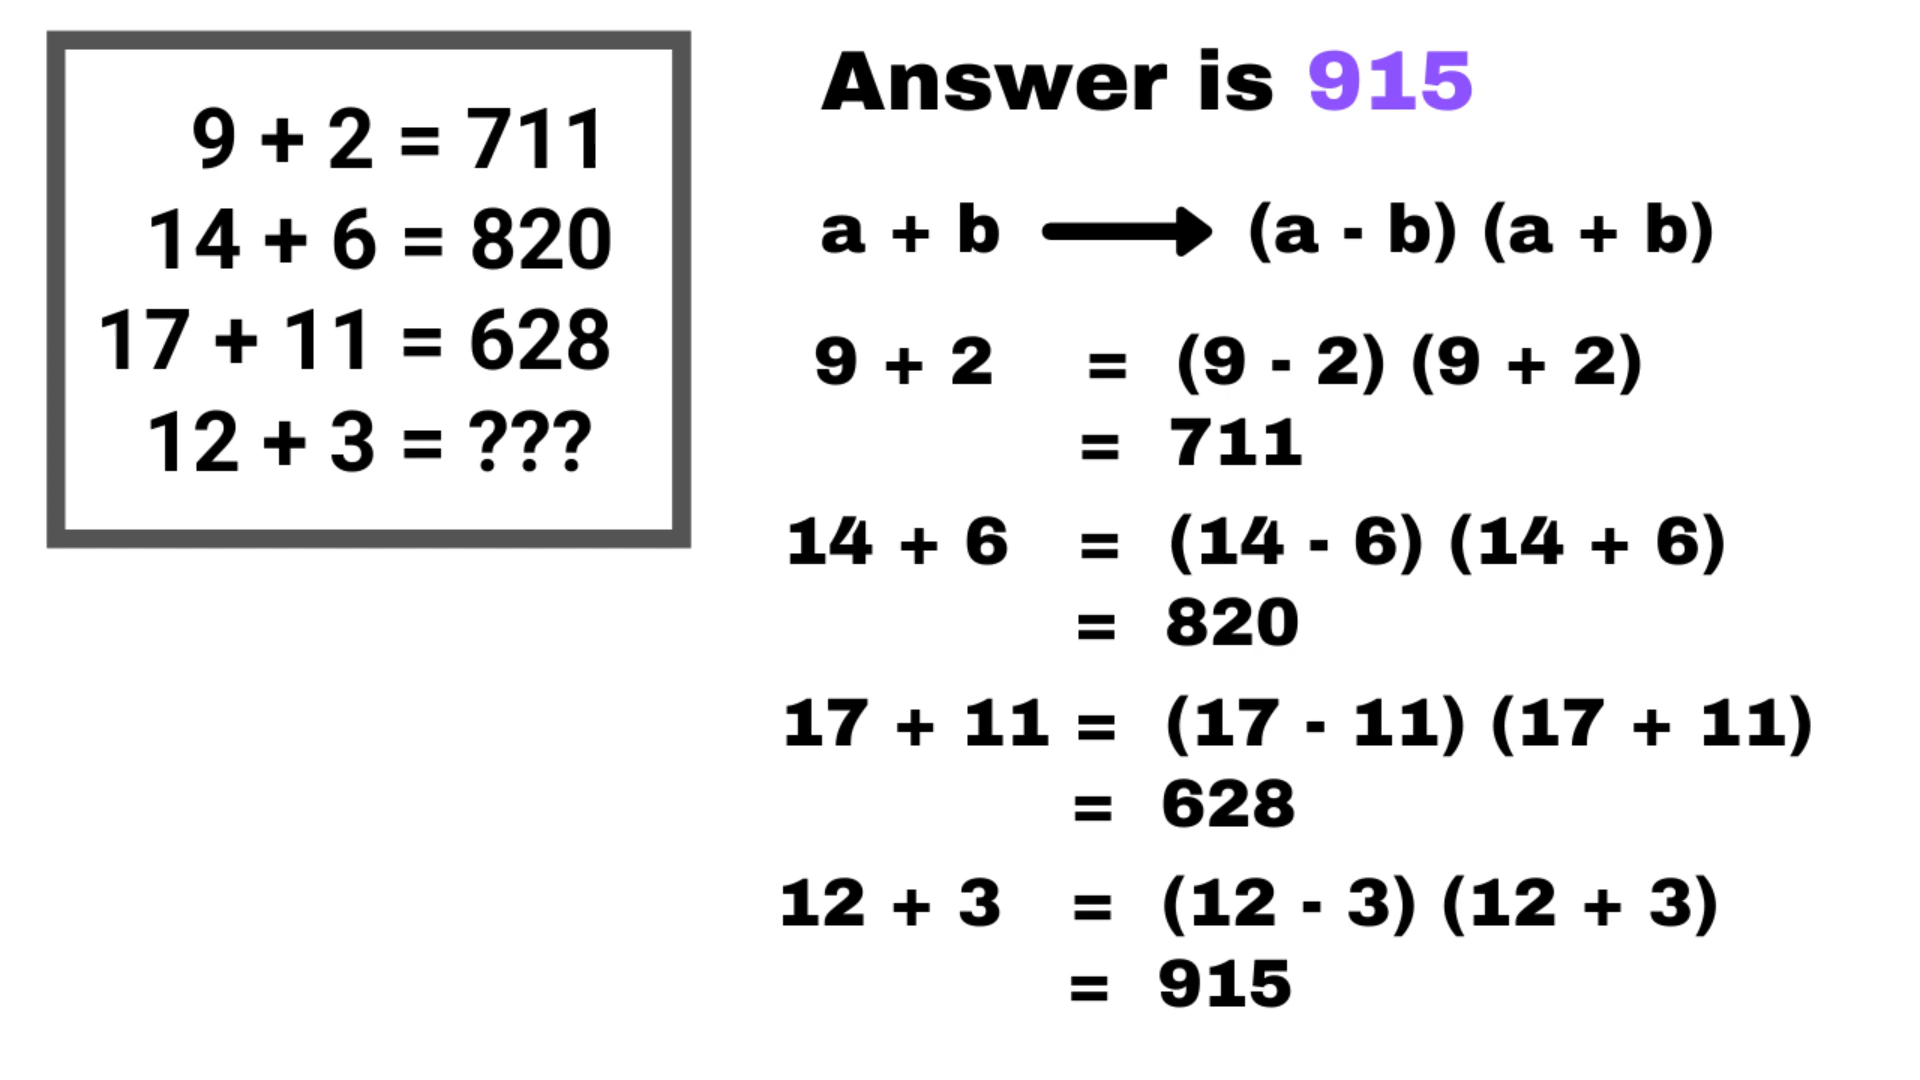 9 + 2 = 711
14 + 6 = 820
17 + 11 = 628
12 + 3 = ???
Answer is 915
a + b ⟶ (a - b) (a + b)
9 + 2 = (9 - 2) (9 + 2)
= 711
14 + 6 = (14 - 6) (14 + 6)
= 820
17 + 11 = (17 - 11) (17 + 11)
= 628
12 + 3 = (12 - 3) (12 + 3)
= 915